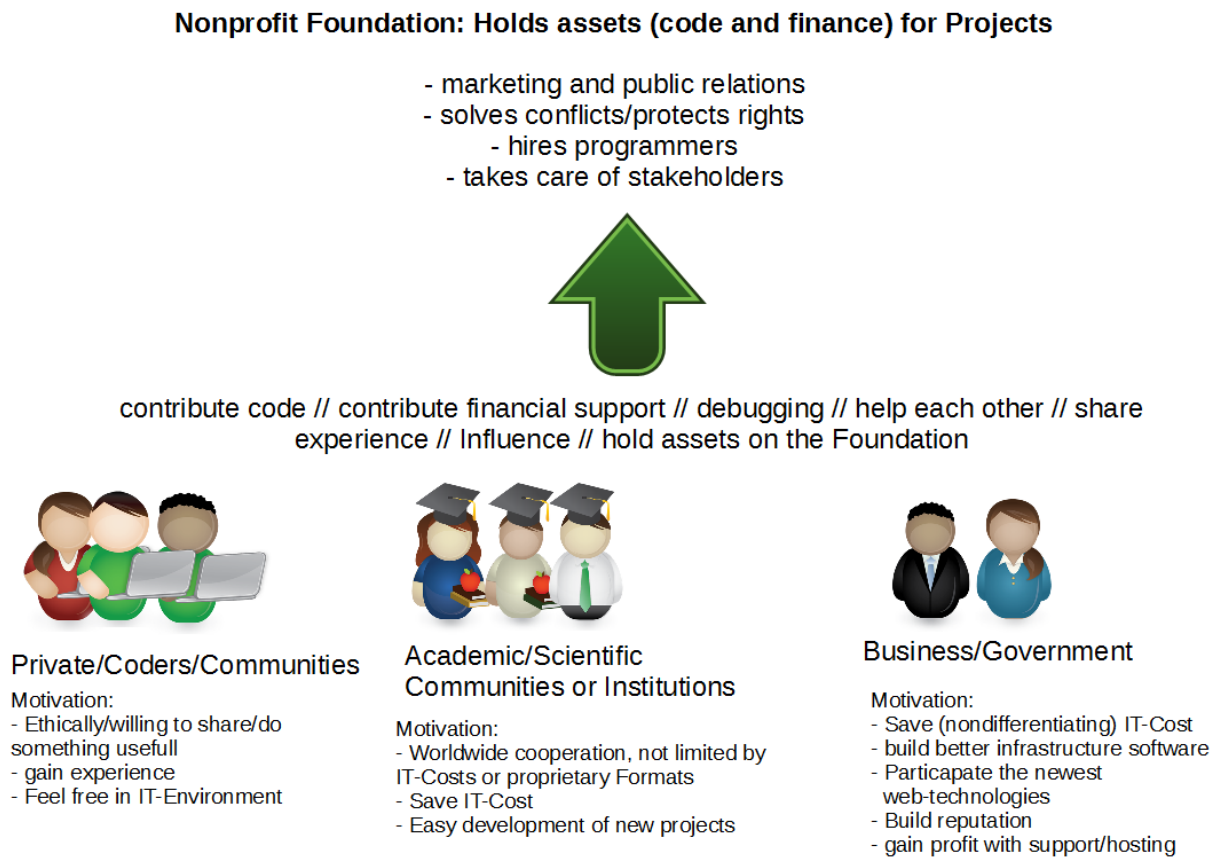 Nonprofit Foundation: Holds assets (code and finance) for Projects
- marketing and public relations
- solves conflicts/protects rights
- hires programmers
- takes care of stakeholders
contribute code // contribute financial support // debugging // help each other // share
experience // Influence // hold assets on the Foundation
Private/Coders/Communities
Motivation:
- Ethically/willing to share/do
something usefull
- gain experience
- Feel free in IT-Environment
Academic/Scientific
Communities or Institutions
Motivation:
- Worldwide cooperation, not limited by
IT-Costs or proprietary Formats
- Save IT-Cost
- Easy development of new projects
Business/Government
Motivation:
- Save (nondifferentiating) IT-Cost
- build better infrastructure software
- Particapate the newest
web-technologies
- Build reputation
- gain profit with support/hosting